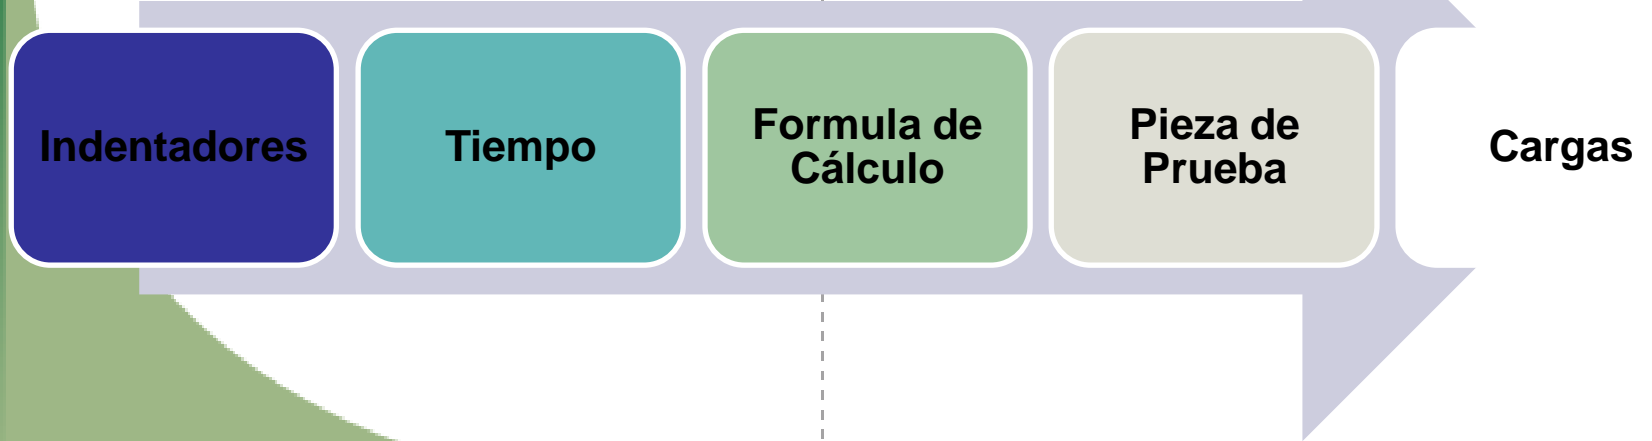 Indentadores
Tiempo
Formula de
Cálculo
Pieza de
Prueba
Cargas